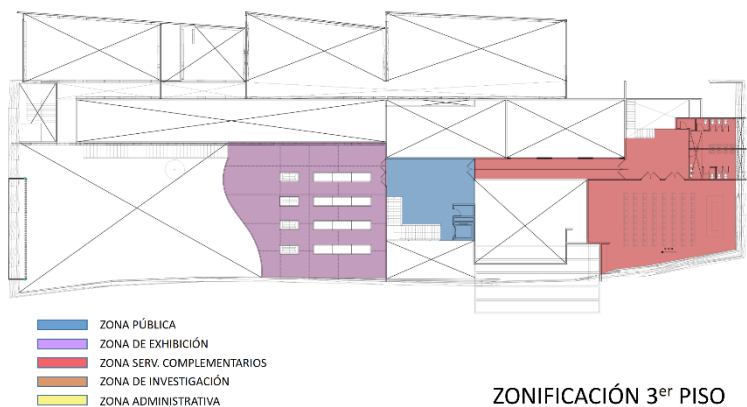 ZONA PÚBLICA
ZONA DE EXHIBICIÓN
ZONA SERV. COMPLEMENTARIOS
ZONA DE INVESTIGACIÓN
ZONA ADMINISTRATIVA
ZONIFICACIÓN 3er PISO